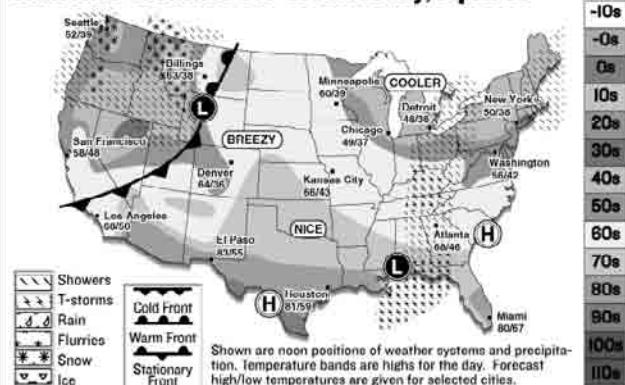 Seattle
52/39
Billings
63/38
L
Minneapolis
60/39
COOLER
Detroit
48/36
New York
50/38
Chicago
49/37
San Francisco
58/48
BREEZY
Denver
64/36
Kansas City
66/43
Washington
56/42
Los Angeles
68/50
El Paso
83/55
NICE
Atlanta
68/46
H
L
H
Houston
81/59
Miami
80/67
Showers
T-storms
Rain
Flurries
Snow
Ice
Cold Front
Warm Front
Stationary
Front
Shown are noon positions of weather systems and precipita-
tion. Temperature bands are highs for the day. Forecast
high/low temperatures are given for selected cities.
-10s
-0s
0s
10s
20s
30s
40s
50s
60s
70s
80s
90s
100s
110s